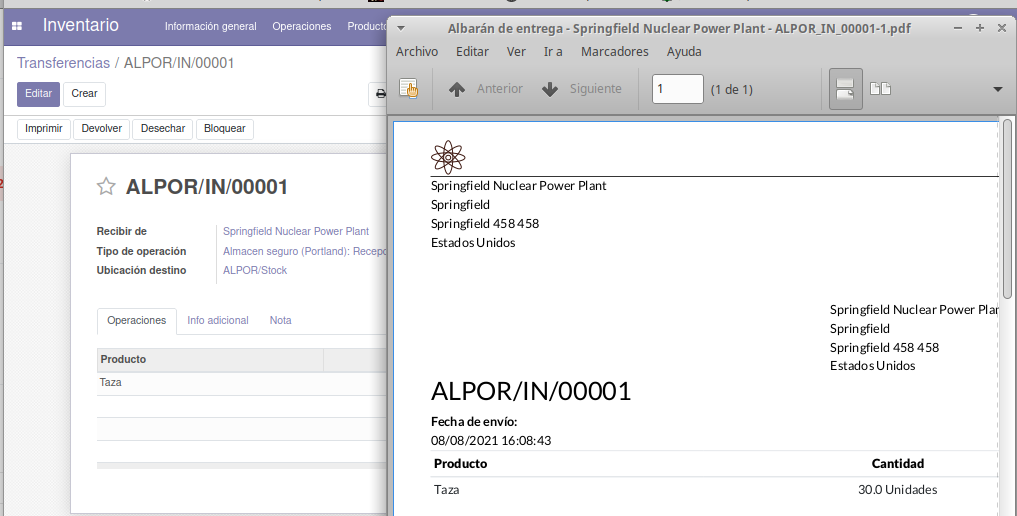 Inventario
Información general Operaciones Producto
Transferencias / ALPOR/IN/00001
Editar Crear
Imprimir Devolver Desechar Bloquear
ALPOR/IN/00001
Recibir de Springfield Nuclear Power Plant
Tipo de operación Almacen seguro (Portland): Recepc
Ubicación destino ALPOR/Stock
Operaciones Info adicional Nota
Producto
Taza
Albarán de entrega - Springfield Nuclear Power Plant - ALPOR_IN_00001-1.pdf
Archivo Editar Ver Ir a Marcadores Ayuda
Anterior Siguiente 1 (1 de 1)
Springfield Nuclear Power Plant
Springfield
Springfield 458 458
Estados Unidos
Springfield Nuclear Power Plan
Springfield
Springfield 458 458
Estados Unidos
ALPOR/IN/00001
Fecha de envío:
08/08/2021 16:08:43
Producto Cantidad
Taza 30.0 Unidades